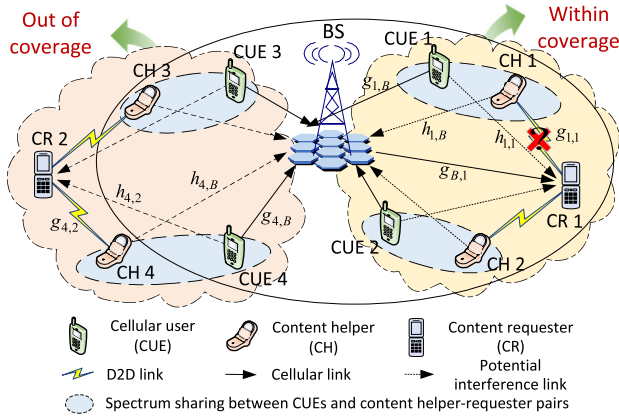 Out of
coverage
Within
coverage
BS
CUE 3
CUE 1
CH 3
CH 1
g1,B
CR 2
h1,B
h1,1
g1,1
h4,2
h4,B
gB,1
g4,2
g4,B
CR 1
CUE 2
CH 4
CUE 4
CH 2
Cellular user
(CUE)
Content helper
(CH)
Content requester
(CR)
D2D link
Cellular link
Potential
interference link
Spectrum sharing between CUEs and content helper-requester pairs